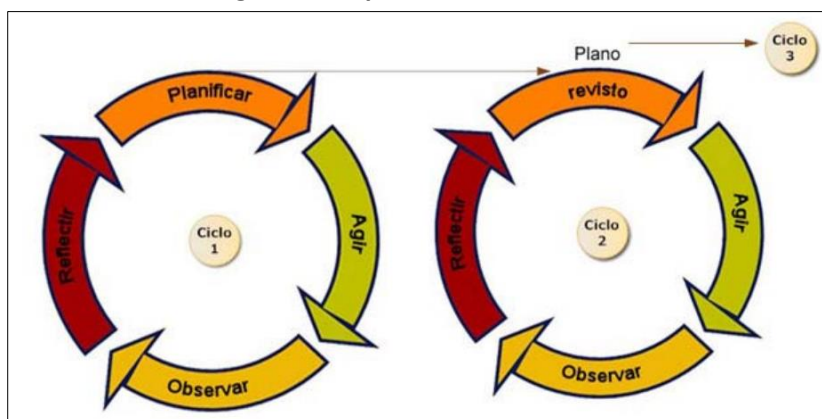 Planificar
Agir
Observar
Reflectir
Ciclo
1
Plano
revisto
Agir
Observar
Reflectir
Ciclo
2
Ciclo
3